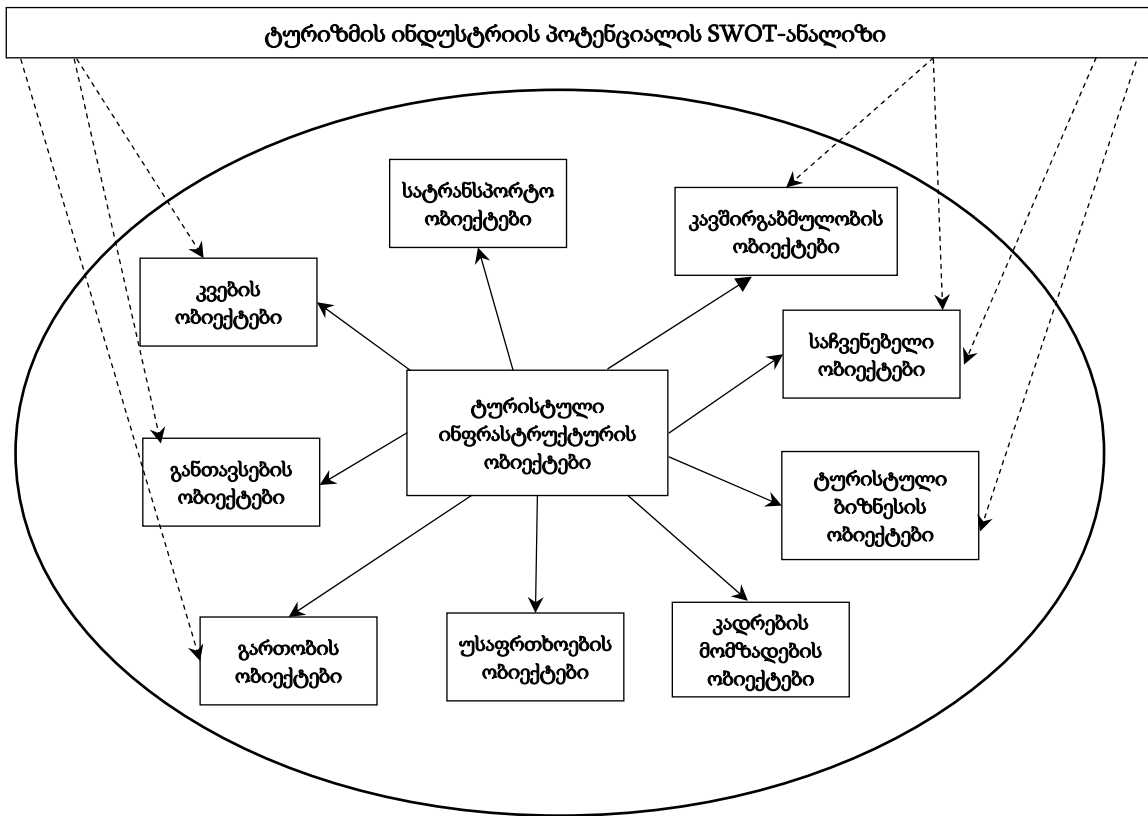 ტურიზმის ინდუსტრიის პოტენციალის SWOT-ანალიზი
სატრანსპორტო
ობიექტები
კავშირგაბმულობის
ობიექტები
კვების
ობიექტები
საჩვენებელი
ობიექტები
ტურისტული
ინფრასტრუქტურის
ობიექტები
განთავსების
ობიექტები
ტურისტული
ბიზნესის
ობიექტები
გართობის
ობიექტები
უსაფრთხოების
ობიექტები
კადრების
მომზადების
ობიექტები